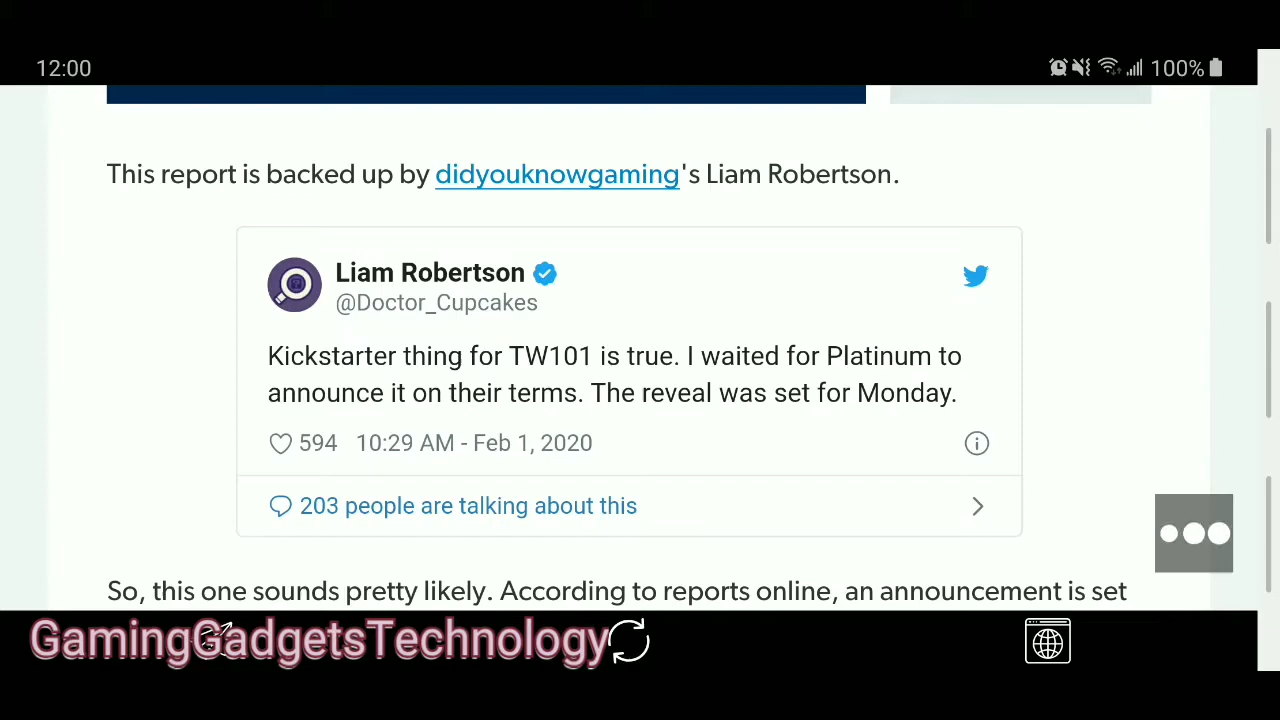 12:00
100%
This report is backed up by didyouknowgaming's Liam Robertson.
Liam Robertson
@Doctor_Cupcakes
Kickstarter thing for TW101 is true. I waited for Platinum to
announce it on their terms. The reveal was set for Monday.
594 10:29 AM - Feb 1, 2020
203 people are talking about this
So, this one sounds pretty likely. According to reports online, an announcement is set
GamingGadgetsTechnology